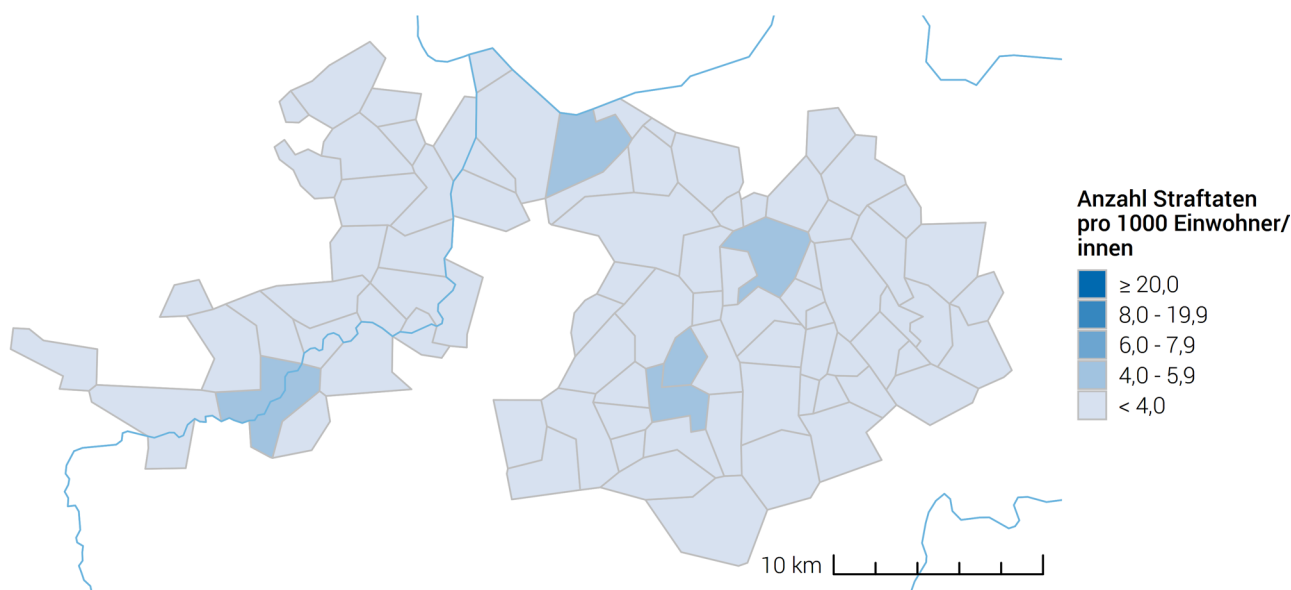 Anzahl Straftaten
pro 1000 Einwohner/
innen
≥ 20,0
8,0 - 19,9
6,0 - 7,9
4,0 - 5,9
< 4,0
10 km